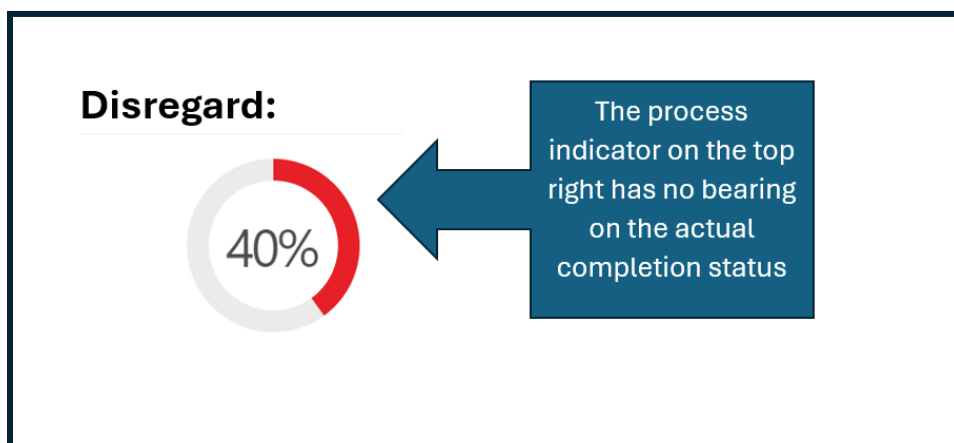 Disregard:
40%
The process
indicator on the top
right has no bearing
on the actual
completion status